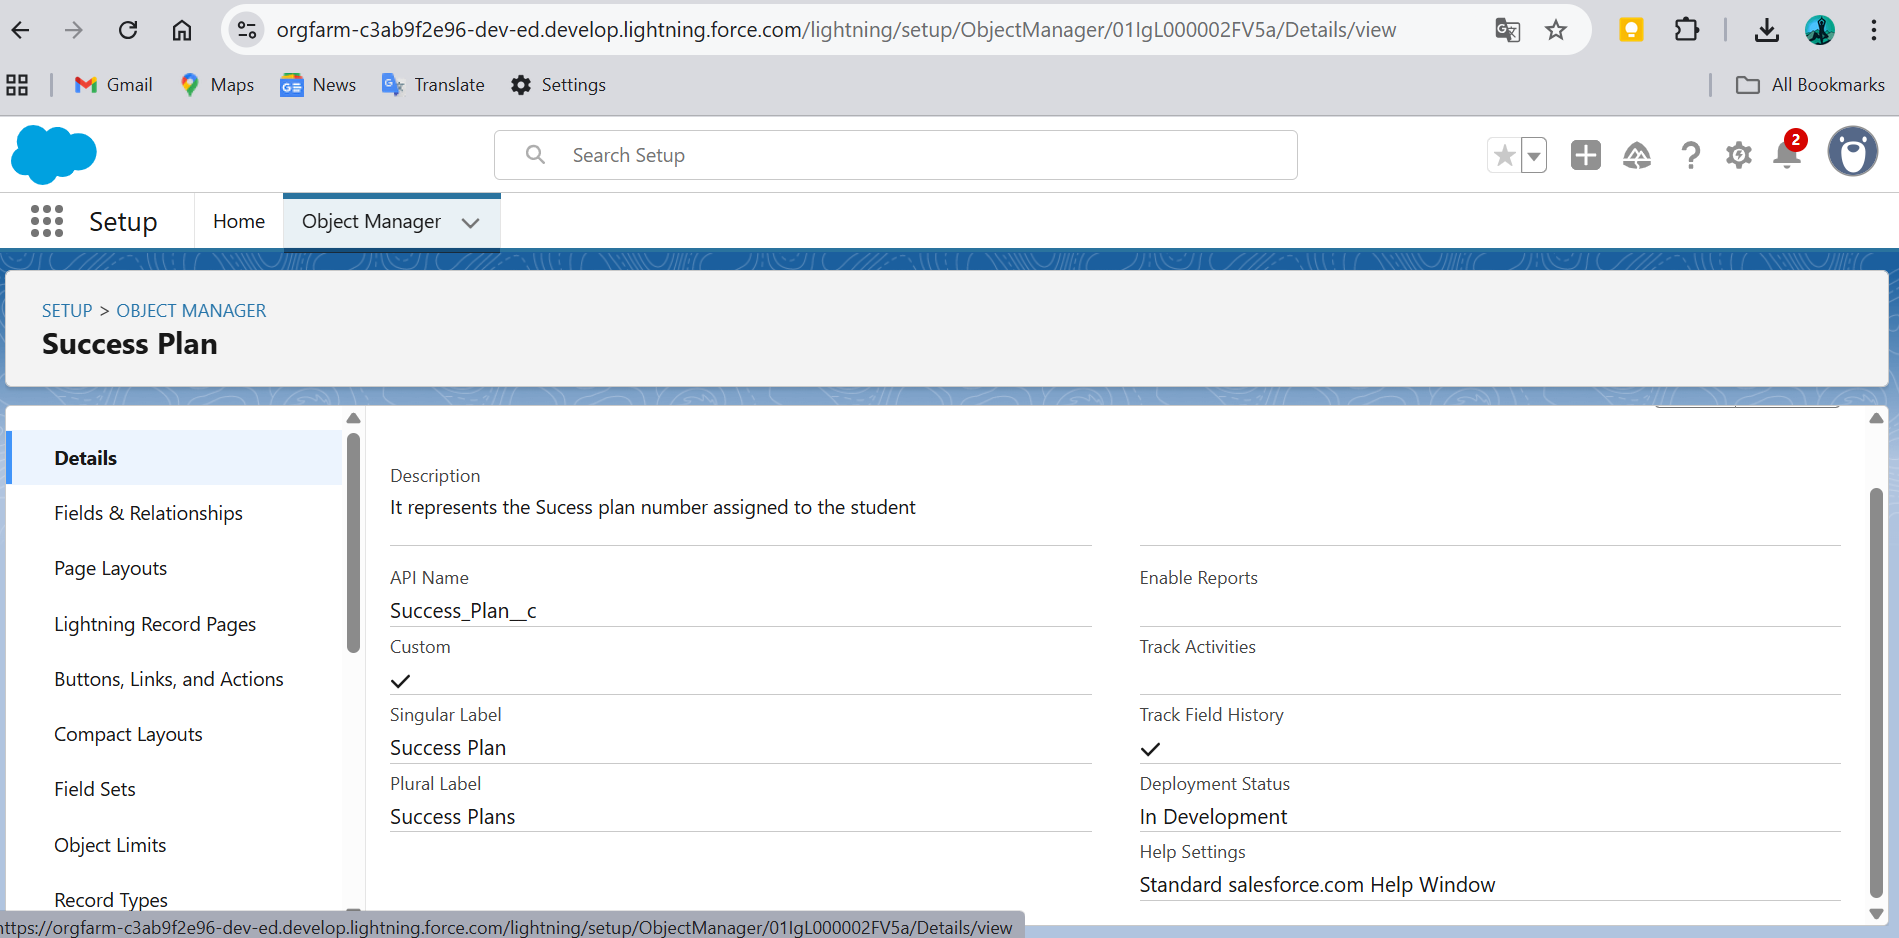 orgfarm-c3ab9f2e96-dev-ed.develop.lightning.force.com/lightning/setup/ObjectManager/01IgL000002FV5a/Details/view
Gmail
Maps
News
Translate
Settings
All Bookmarks
Search Setup
2
Setup
Home
Object Manager
SETUP > OBJECT MANAGER
Success Plan
Details
Fields & Relationships
Page Layouts
Lightning Record Pages
Buttons, Links, and Actions
Compact Layouts
Field Sets
Object Limits
Record Types
Description
It represents the Sucess plan number assigned to the student
API Name
Success_Plan__c
Custom
Singular Label
Success Plan
Plural Label
Success Plans
Enable Reports
Track Activities
Track Field History
Deployment Status
In Development
Help Settings
Standard salesforce.com Help Window
https://orgfarm-c3ab9f2e96-dev-ed.develop.lightning.force.com/lightning/setup/ObjectManager/01IgL000002FV5a/Details/view